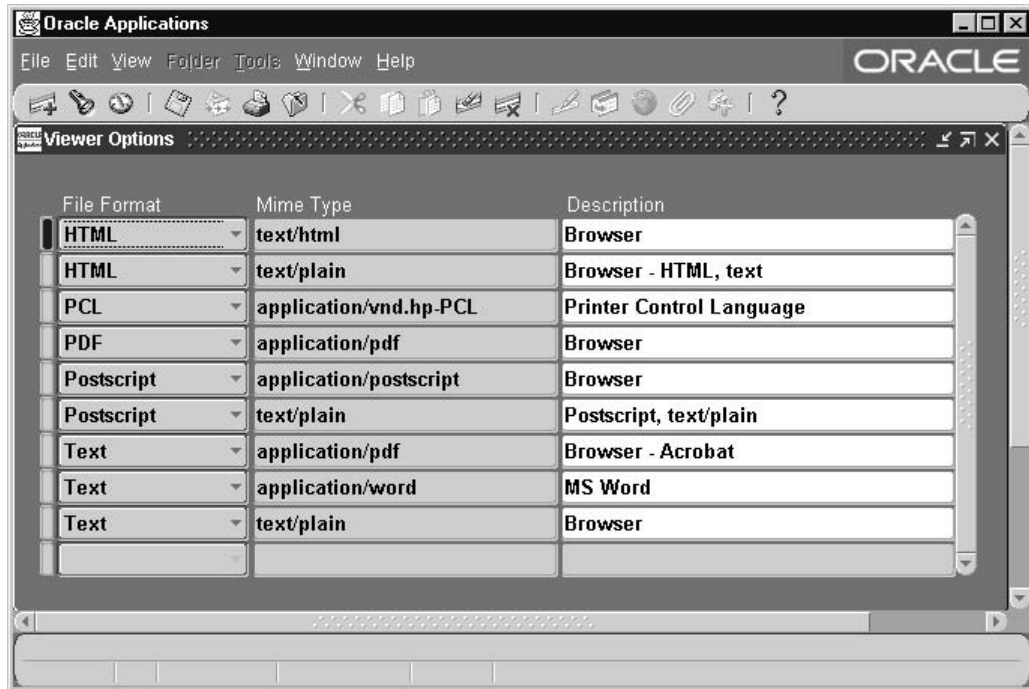 Oracle Applications
File Edit View Folder Tools Window Help
ORACLE
Viewer Options
File Format Mime Type Description
HTML text/html Browser
HTML text/plain Browser - HTML, text
PCL application/vnd.hp-PCL Printer Control Language
PDF application/pdf Browser
Postscript application/postscript Browser
Postscript text/plain Postscript, text/plain
Text application/pdf Browser - Acrobat
Text application/word MS Word
Text text/plain Browser